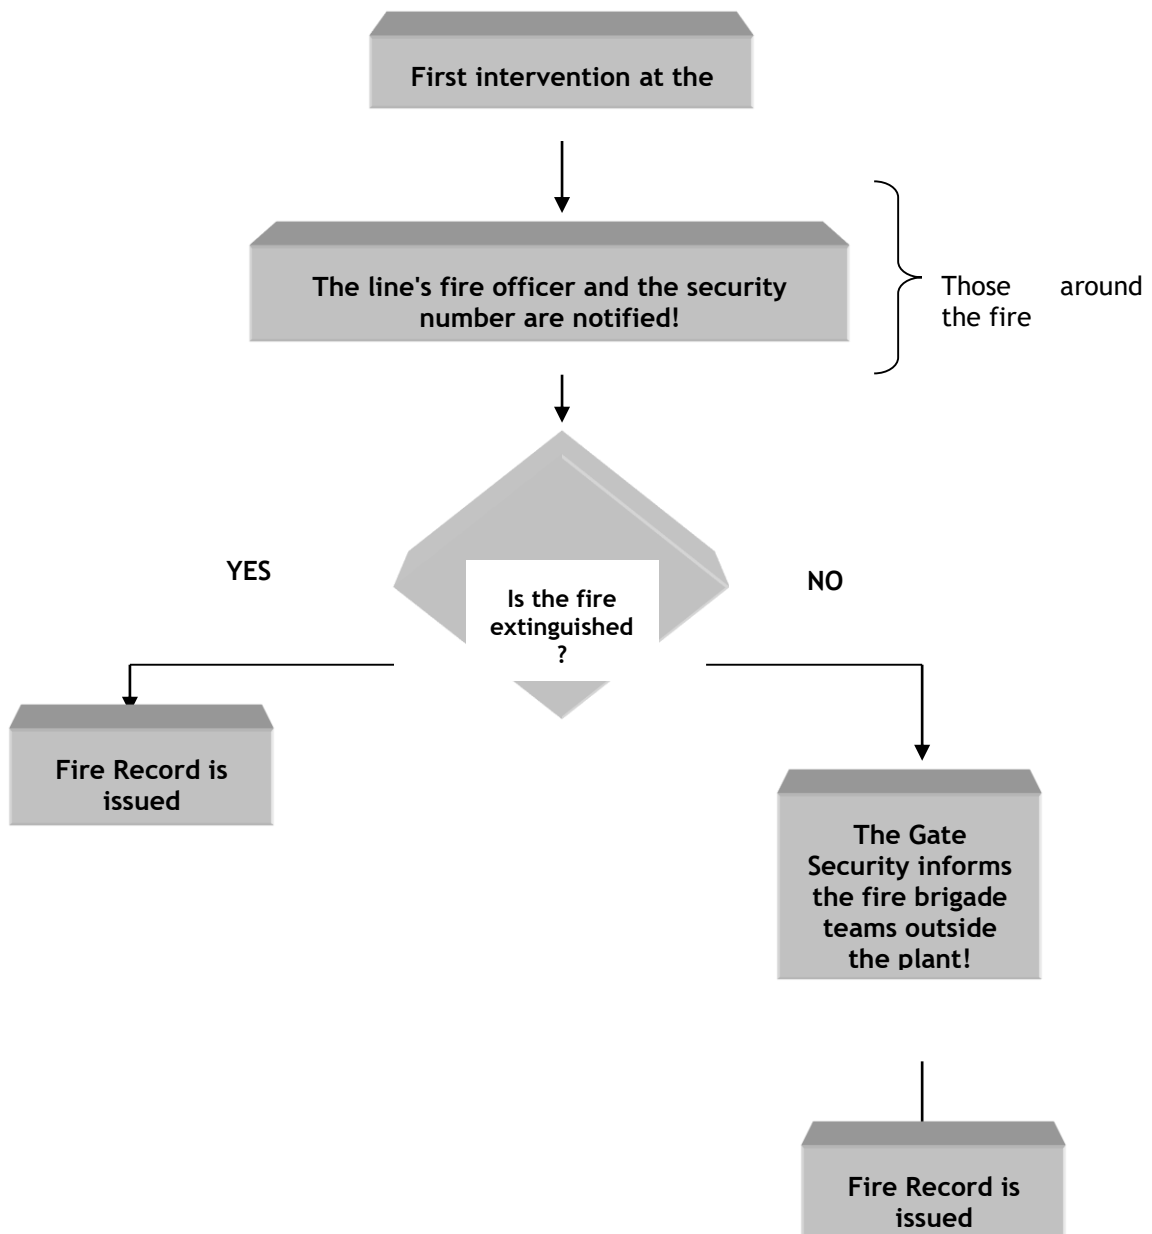 First intervention at the
The line's fire officer and the security
number are notified!
Those around
the fire
YES
NO
Is the fire
extinguished
?
Fire Record is
issued
The Gate
Security informs
the fire brigade
teams outside
the plant!
Fire Record is
issued